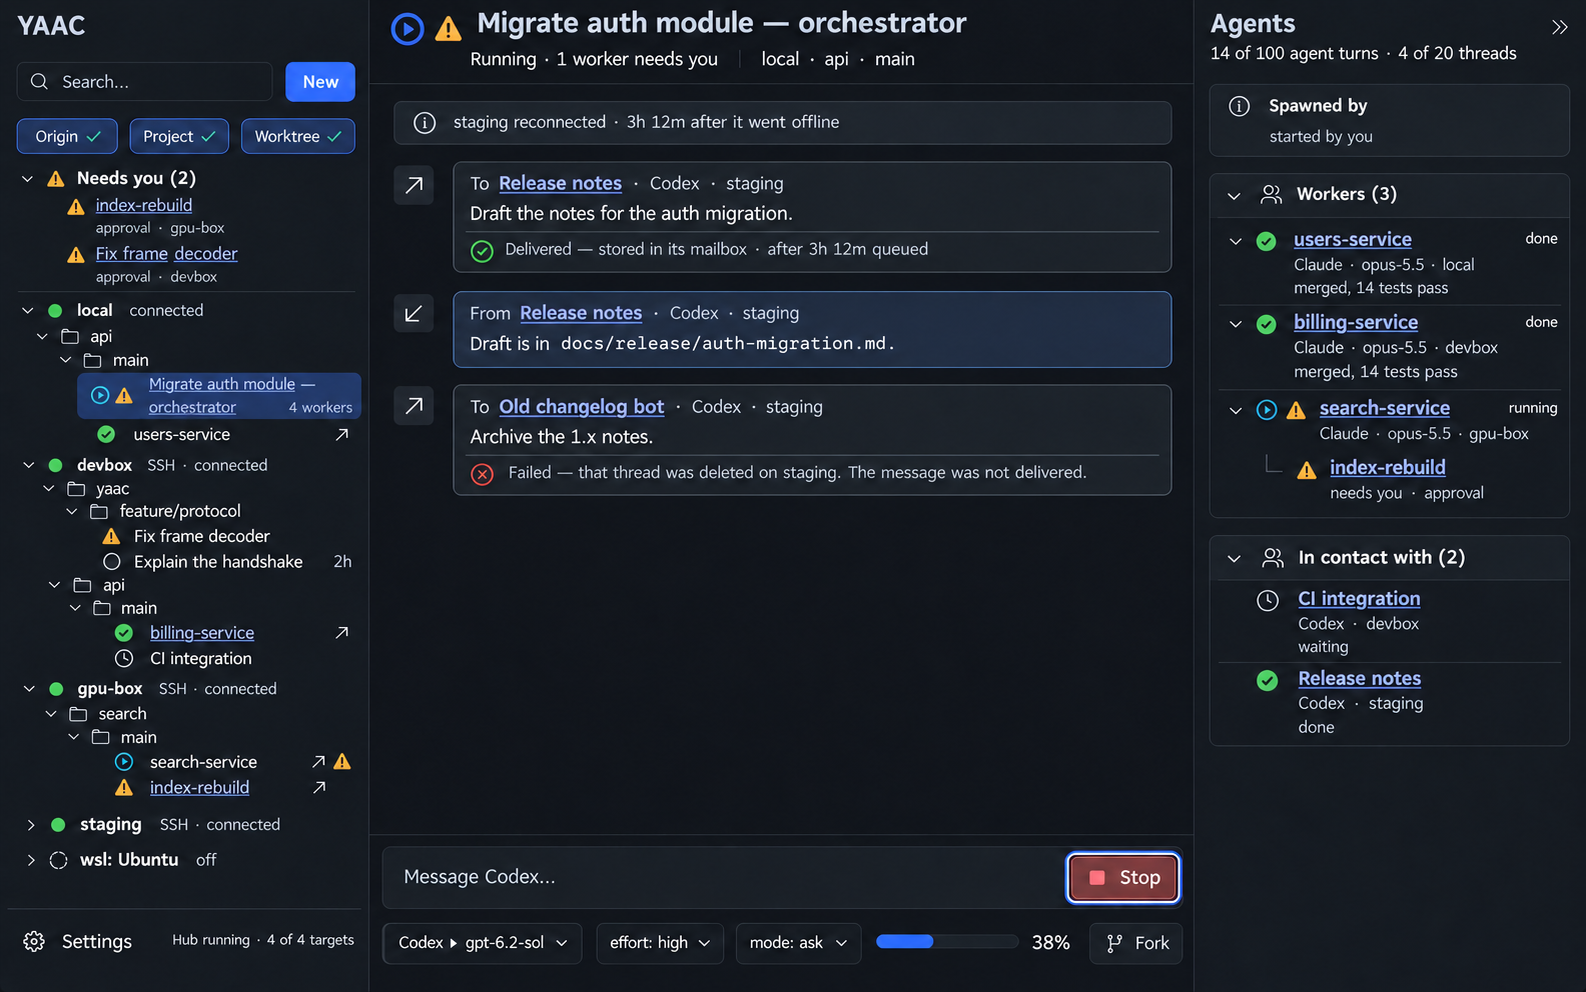 YAAC
Search...
New
Origin
Project
Worktree
Needs you (2)
index-rebuild
approval · gpu-box
Fix frame decoder
approval · devbox
local connected
api
main
Migrate auth module —
orchestrator 4 workers
users-service
devbox SSH · connected
yaac
feature/protocol
Fix frame decoder
Explain the handshake 2h
api
main
billing-service
CI integration
gpu-box SSH · connected
search
main
search-service
index-rebuild
staging SSH · connected
wsl: Ubuntu off
Settings Hub running · 4 of 4 targets
Migrate auth module — orchestrator
Running · 1 worker needs you local · api · main
staging reconnected · 3h 12m after it went offline
To Release notes · Codex · staging
Draft the notes for the auth migration.
Delivered — stored in its mailbox · after 3h 12m queued
From Release notes · Codex · staging
Draft is in docs/release/auth-migration.md.
To Old changelog bot · Codex · staging
Archive the 1.x notes.
Failed — that thread was deleted on staging. The message was not delivered.
Message Codex...
Stop
Codex ▸ gpt-6.2-sol
effort: high
mode: ask
38%
Fork
Agents
14 of 100 agent turns · 4 of 20 threads
Spawned by
started by you
Workers (3)
users-service done
Claude · opus-5.5 · local
merged, 14 tests pass
billing-service done
Claude · opus-5.5 · devbox
merged, 14 tests pass
search-service running
Claude · opus-5.5 · gpu-box
index-rebuild
needs you · approval
In contact with (2)
CI integration
Codex · devbox
waiting
Release notes
Codex · staging
done